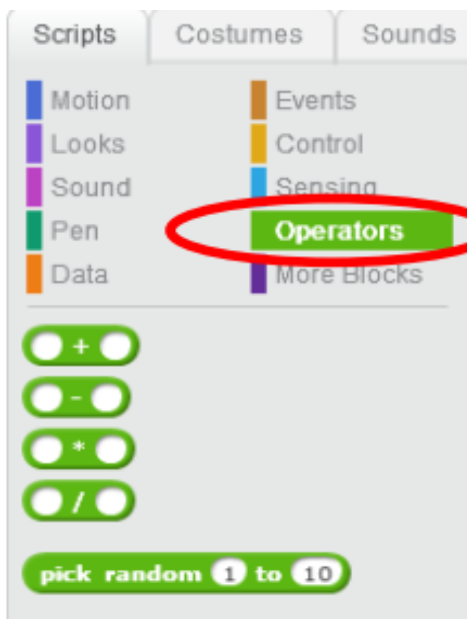 Scripts Costumes Sounds
Motion Events
Looks Control
Sound Sensing
Pen Operators
Data More Blocks
+
-
*
/
pick random 1 to 10